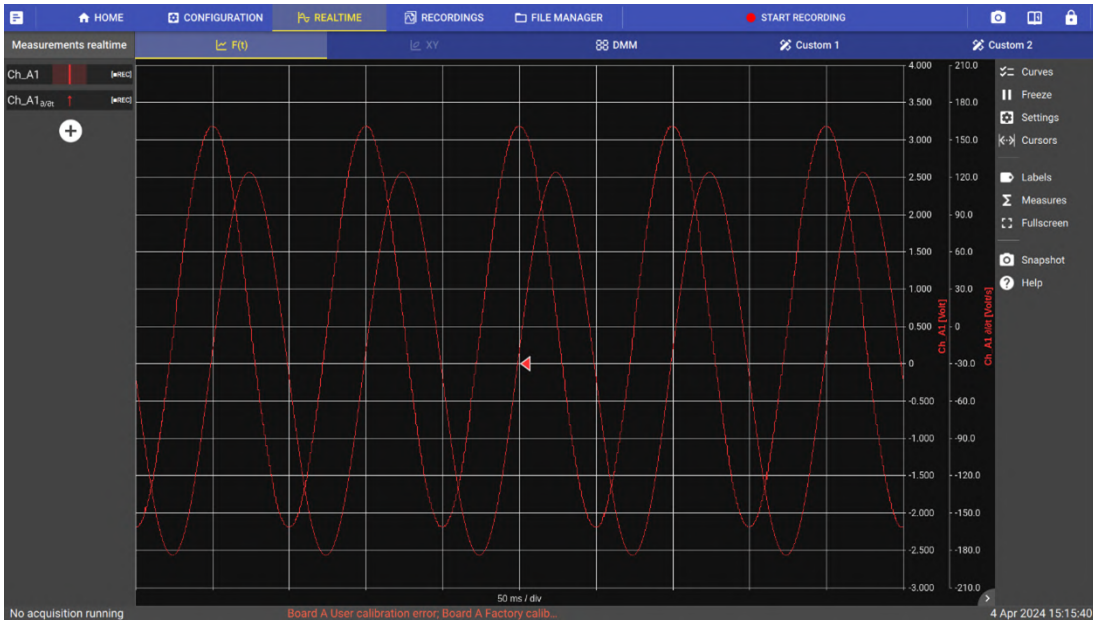 HOME
CONFIGURATION
REALTIME
RECORDINGS
FILE MANAGER
START RECORDING
Measurements realtime
F(t)
XY
DMM
Custom 1
Custom 2
Ch_A1 [■REC]
Ch_A1∂/∂t [■REC]
4.000
3.500
3.000
2.500
2.000
1.500
1.000
0.500
0
-0.500
-1.000
-1.500
-2.000
-2.500
-3.000
Ch_A1 [Volt]
210.0
180.0
150.0
120.0
90.0
60.0
30.0
0
-30.0
-60.0
-90.0
-120.0
-150.0
-180.0
-210.0
Ch_A1 ∂/∂t [Volt/s]
Curves
Freeze
Settings
Cursors
Labels
Measures
Fullscreen
Snapshot
Help
50 ms / div
No acquisition running
Board A User calibration error; Board A Factory calib...
4 Apr 2024 15:15:40